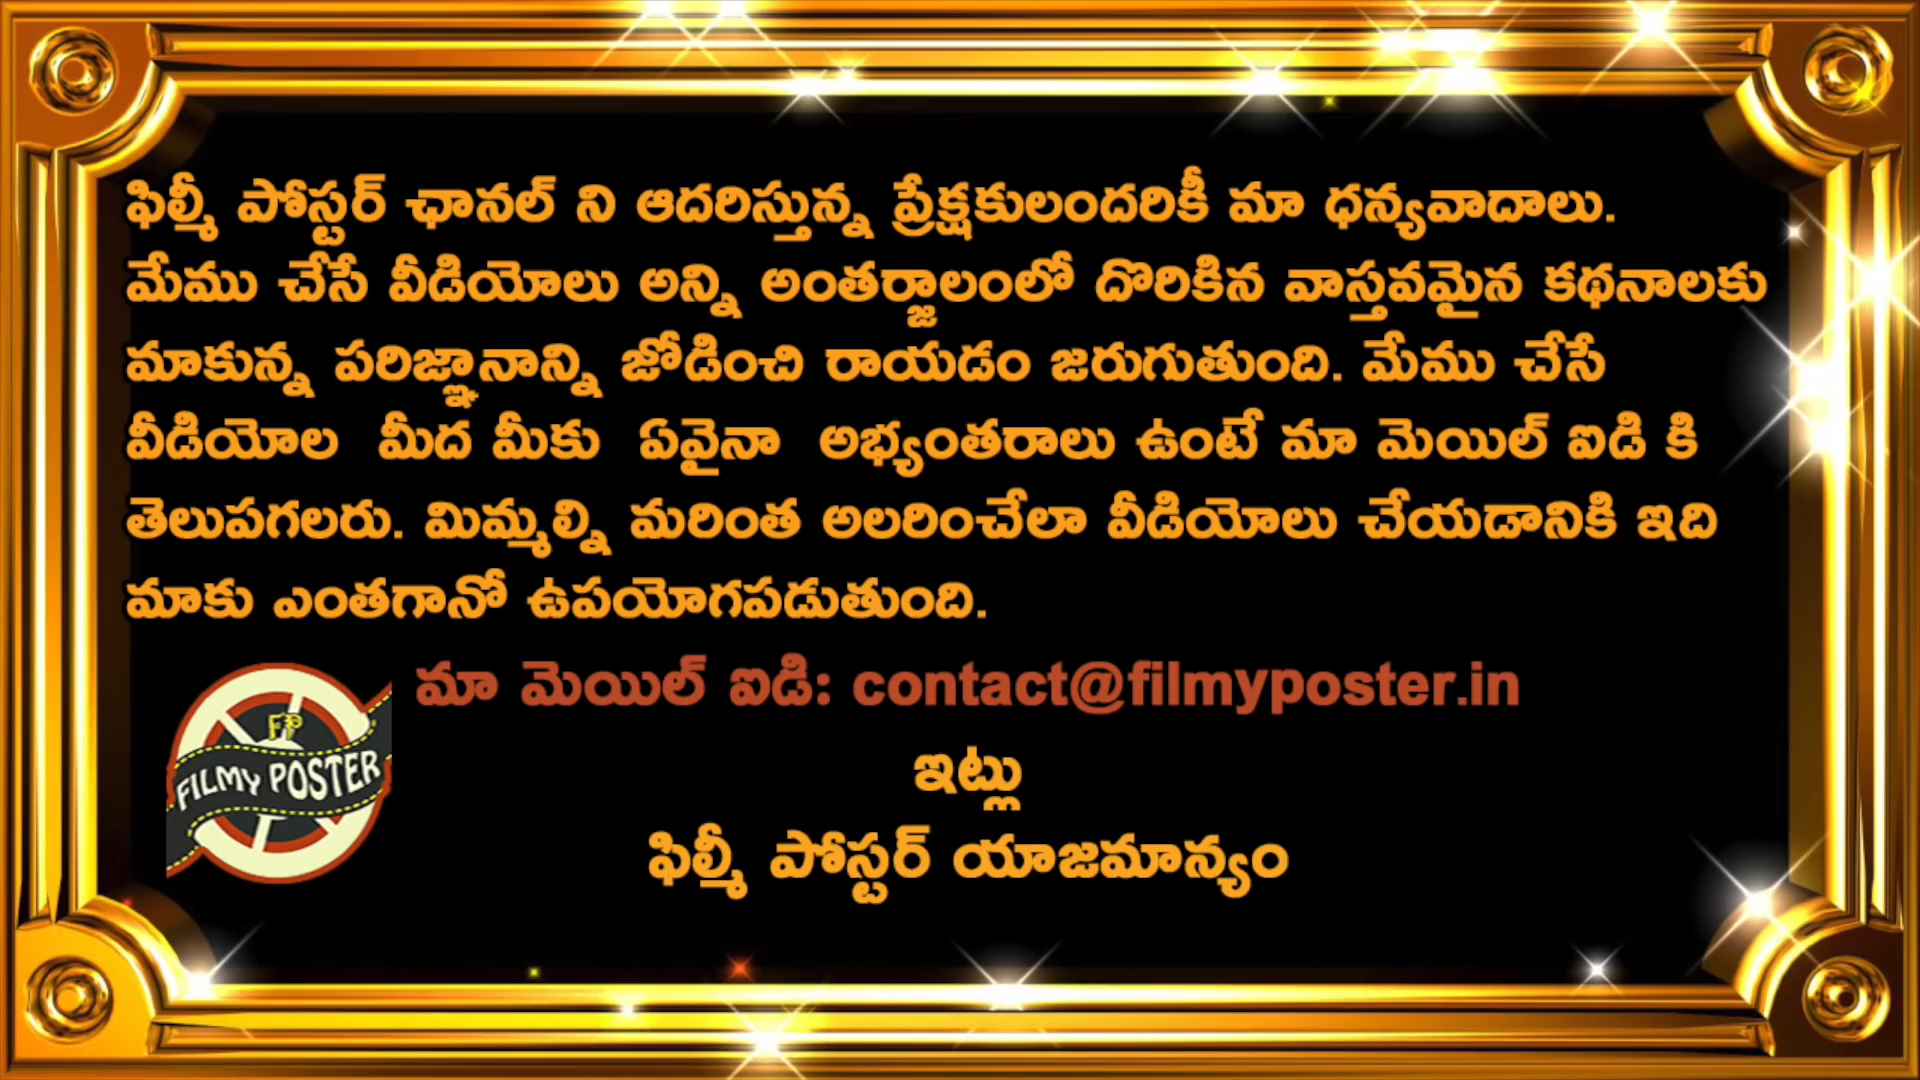 ఫిల్మీ పోస్టర్ ఛానల్ ని ఆదరిస్తున్న ప్రేక్షకులందరికీ మా ధన్యవాదాలు.
మేము చేసే వీడియోలు అన్ని అంతర్జాలంలో దొరికిన వాస్తవమైన కథనాలకు
మాకున్న పరిజ్ఞానాన్ని జోడించి రాయడం జరుగుతుంది. మేము చేసే
వీడియోల మీద మీకు ఏవైనా అభ్యంతరాలు ఉంటే మా మెయిల్ ఐడి కి
తెలుపగలరు. మిమ్మల్ని మరింత అలరించేలా వీడియోలు చేయడానికి ఇది
మాకు ఎంతగానో ఉపయోగపడుతుంది.
మా మెయిల్ ఐడి: contact@filmyposter.in
FP
FILMY POSTER
ఇట్లు
ఫిల్మీ పోస్టర్ యాజమాన్యం